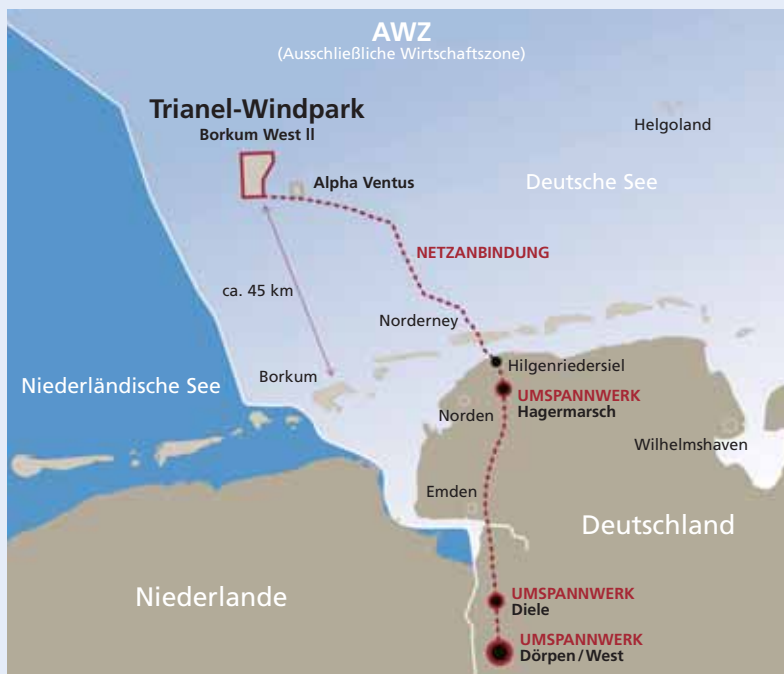 AWZ
(Ausschließliche Wirtschaftszone)
Trianel-Windpark
Borkum West ll
Helgoland
Alpha Ventus
Deutsche See
NETZANBINDUNG
ca. 45 km
Norderney
Hilgenriedersiel
Borkum
Niederländische See
UMSPANNWERK
Hagermarsch
Norden
Wilhelmshaven
Emden
Deutschland
Niederlande
UMSPANNWERK
Diele
UMSPANNWERK
Dörpen/West